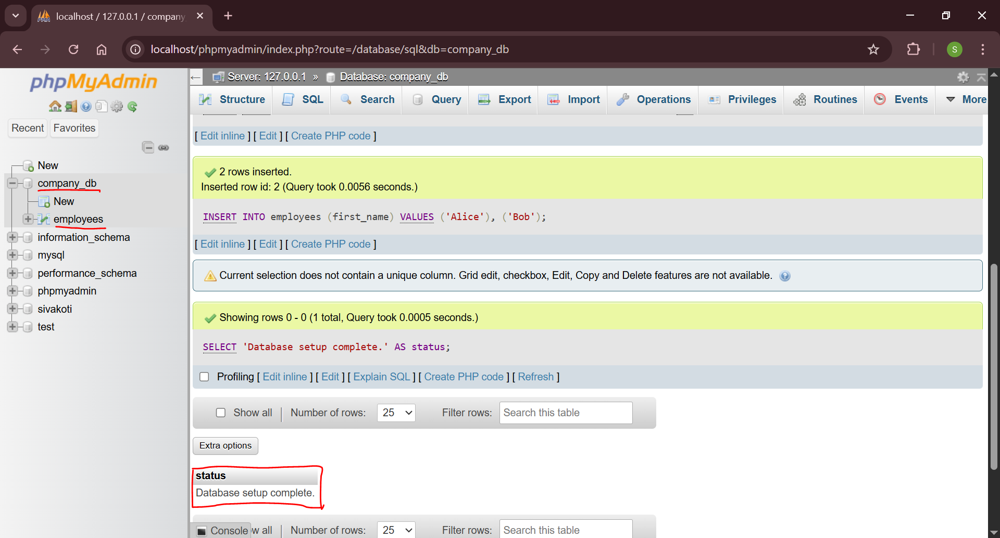 localhost / 127.0.0.1 / company_
localhost/phpmyadmin/index.php?route=/database/sql&db=company_db
S
phpMyAdmin
Recent
Favorites
New
company_db
New
employees
information_schema
mysql
performance_schema
phpmyadmin
sivakoti
test
Server: 127.0.0.1 » Database: company_db
Structure SQL Search Query Export Import Operations Privileges Routines Events More
[ Edit inline ] [ Edit ] [ Create PHP code ]
2 rows inserted.
Inserted row id: 2 (Query took 0.0056 seconds.)
INSERT INTO employees (first_name) VALUES ('Alice'), ('Bob');
[ Edit inline ] [ Edit ] [ Create PHP code ]
Current selection does not contain a unique column. Grid edit, checkbox, Edit, Copy and Delete features are not available.
Showing rows 0 - 0 (1 total, Query took 0.0005 seconds.)
SELECT 'Database setup complete.' AS status;
Profiling [ Edit inline ] [ Edit ] [ Explain SQL ] [ Create PHP code ] [ Refresh ]
Show all | Number of rows: 25 Filter rows: Search this table
Extra options
status
Database setup complete.
Console w all | Number of rows: 25 Filter rows: Search this table